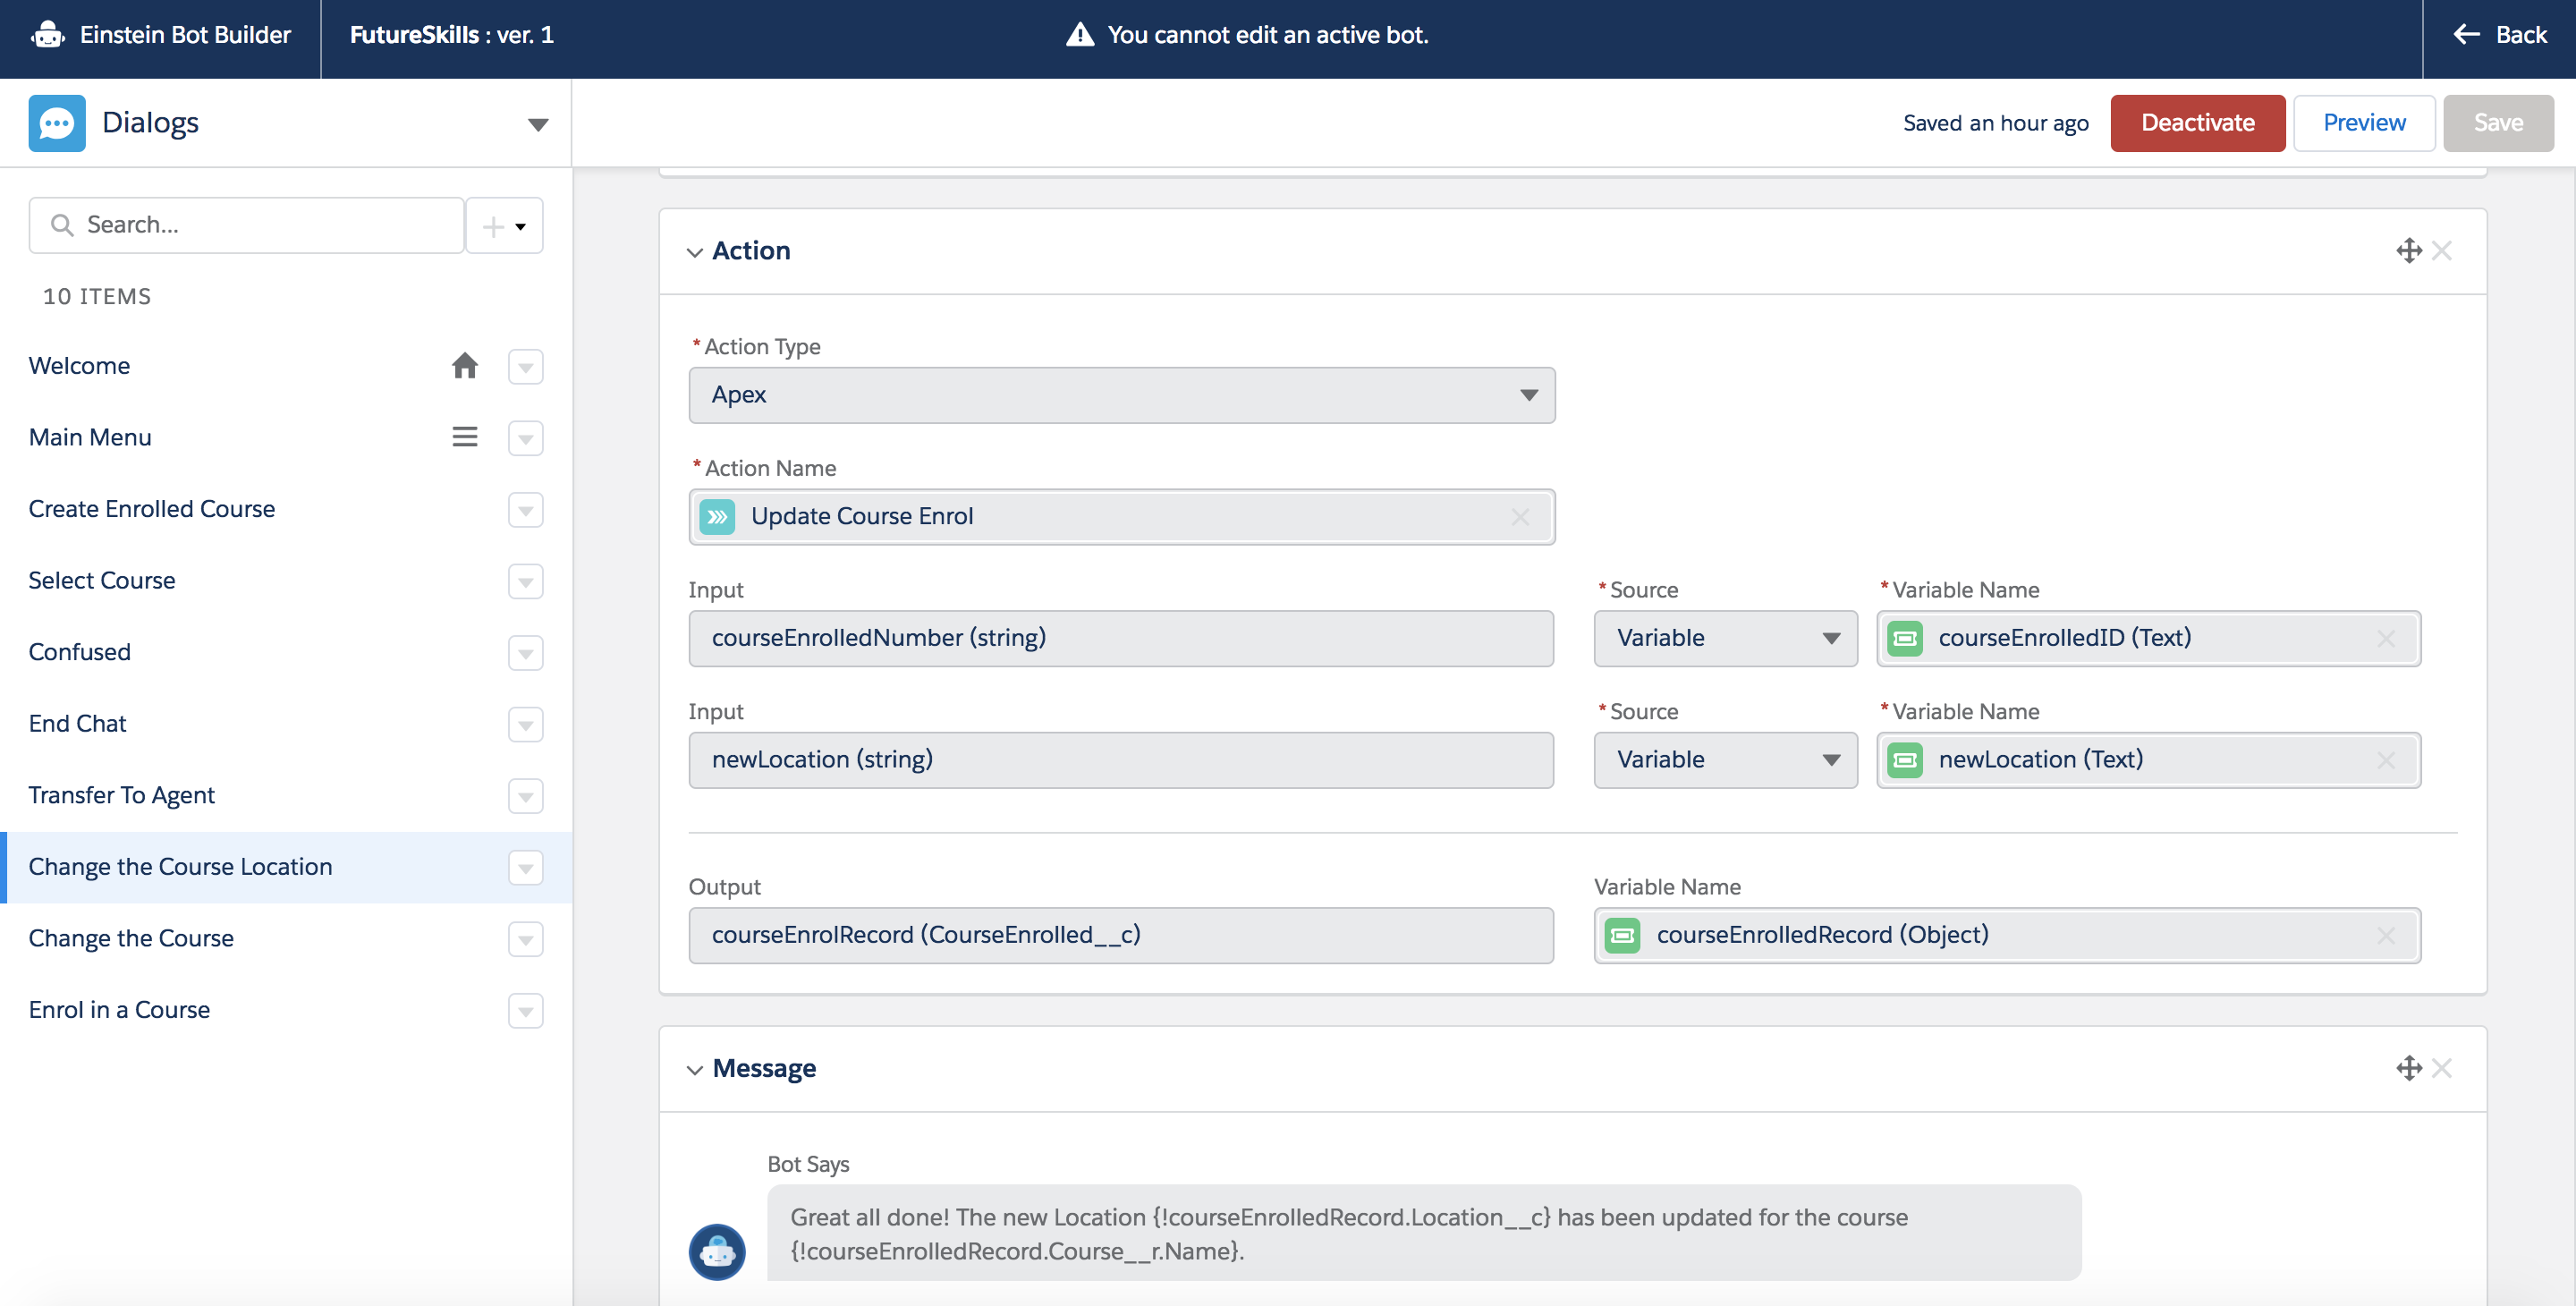 Einstein Bot Builder
FutureSkills : ver. 1
You cannot edit an active bot.
Back
Dialogs
Saved an hour ago
Deactivate
Preview
Save
Search...
10 ITEMS
Welcome
Main Menu
Create Enrolled Course
Select Course
Confused
End Chat
Transfer To Agent
Change the Course Location
Change the Course
Enrol in a Course
Action
* Action Type
Apex
* Action Name
Update Course Enrol
Input
* Source
* Variable Name
courseEnrolledNumber (string)
Variable
courseEnrolledID (Text)
Input
* Source
* Variable Name
newLocation (string)
Variable
newLocation (Text)
Output
Variable Name
courseEnrolRecord (CourseEnrolled__c)
courseEnrolledRecord (Object)
Message
Bot Says
Great all done! The new Location {!courseEnrolledRecord.Location__c} has been updated for the course
{!courseEnrolledRecord.Course__r.Name}.